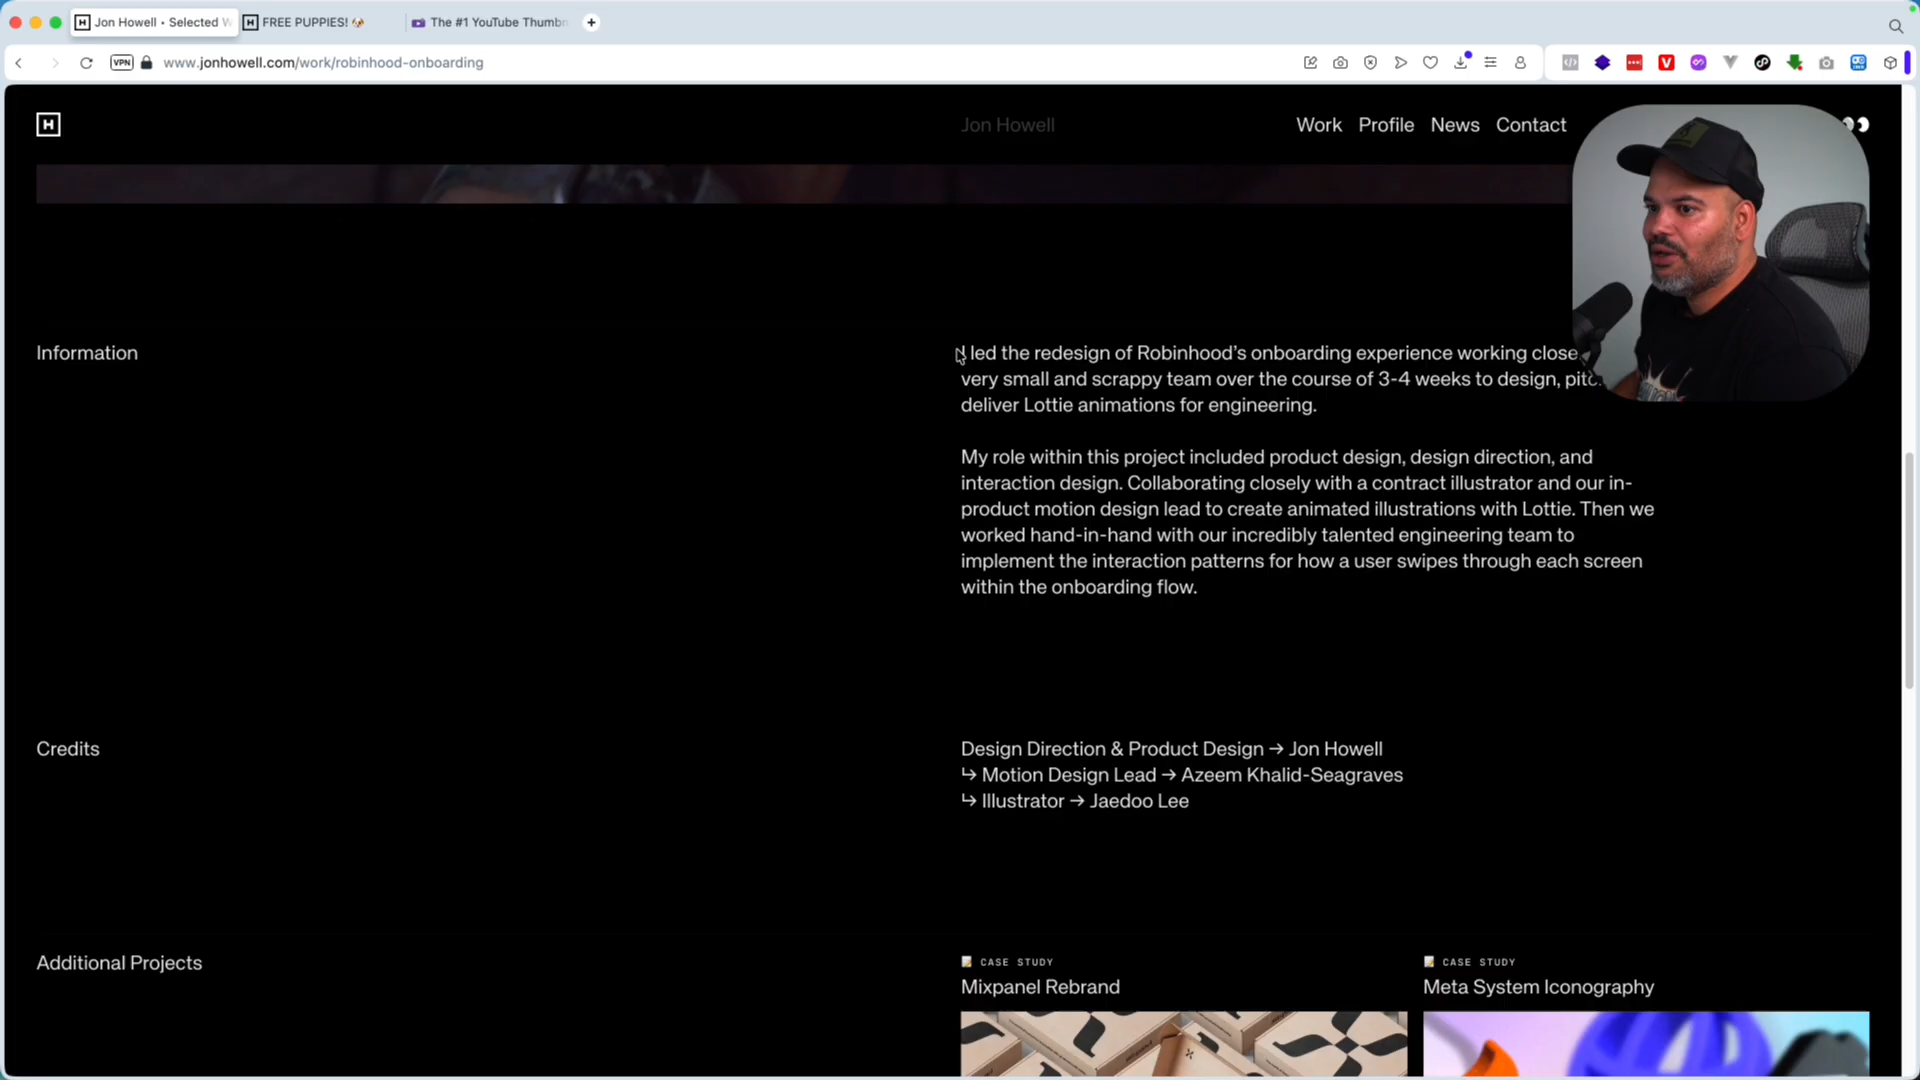 Jon Howell • Selected W
FREE PUPPIES!
The #1 YouTube Thumbn
VPN
www.jonhowell.com/work/robinhood-onboarding
H
Jon Howell
Work Profile News Contact
Information
I led the redesign of Robinhood’s onboarding experience working close
very small and scrappy team over the course of 3-4 weeks to design, pitc
deliver Lottie animations for engineering.
My role within this project included product design, design direction, and
interaction design. Collaborating closely with a contract illustrator and our in-
product motion design lead to create animated illustrations with Lottie. Then we
worked hand-in-hand with our incredibly talented engineering team to
implement the interaction patterns for how a user swipes through each screen
within the onboarding flow.
Credits
Design Direction & Product Design → Jon Howell
↳ Motion Design Lead → Azeem Khalid-Seagraves
↳ Illustrator → Jaedoo Lee
Additional Projects
CASE STUDY
Mixpanel Rebrand
CASE STUDY
Meta System Iconography